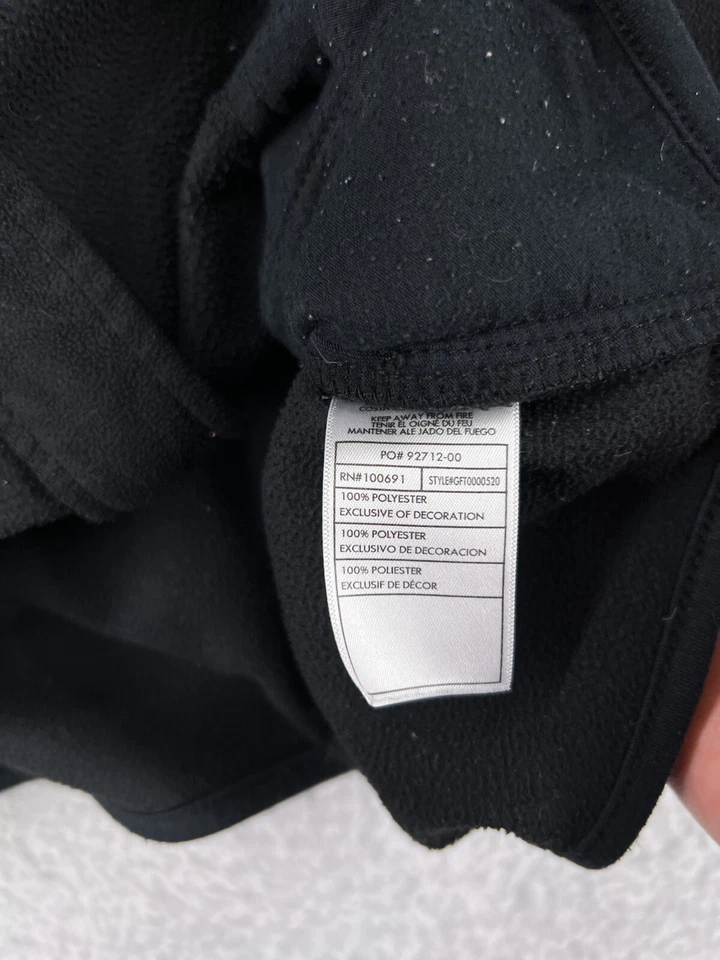 KEEP AWAY FROM FIRE
TENIR EL OIGNÉ DU FEU
MANTENER ALE JADO DEL FUEGO
PO# 92712-00
RN#100691 STYLE#GFT0000520
100% POLYESTER
EXCLUSIVE OF DECORATION
100% POLYESTER
EXCLUSIVO DE DECORACION
100% POLIESTER
EXCLUSIF DE DÉCOR